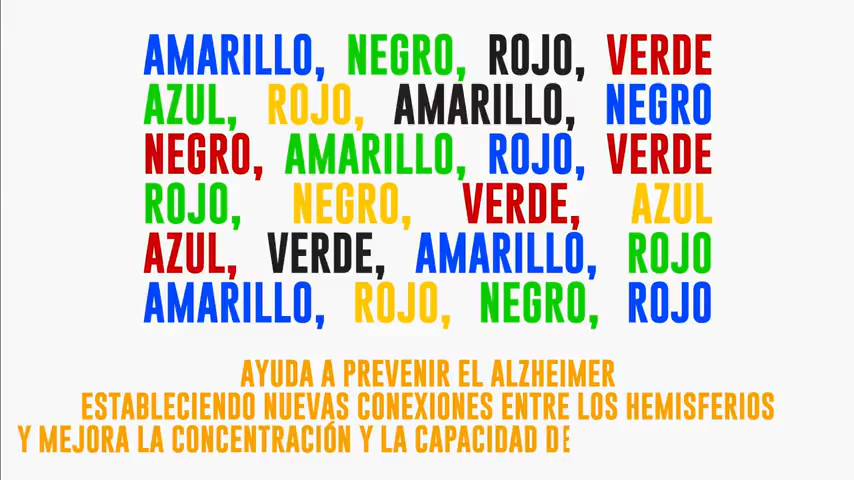 AMARILLO, NEGRO, ROJO, VERDE
AZUL, ROJO, AMARILLO, NEGRO
NEGRO, AMARILLO, ROJO, VERDE
ROJO, NEGRO, VERDE, AZUL
AZUL, VERDE, AMARILLO, ROJO
AMARILLO, ROJO, NEGRO, ROJO
AYUDA A PREVENIR EL ALZHEIMER
ESTABLECIENDO NUEVAS CONEXIONES ENTRE LOS HEMISFERIOS
Y MEJORA LA CONCENTRACIÓN Y LA CAPACIDAD DE